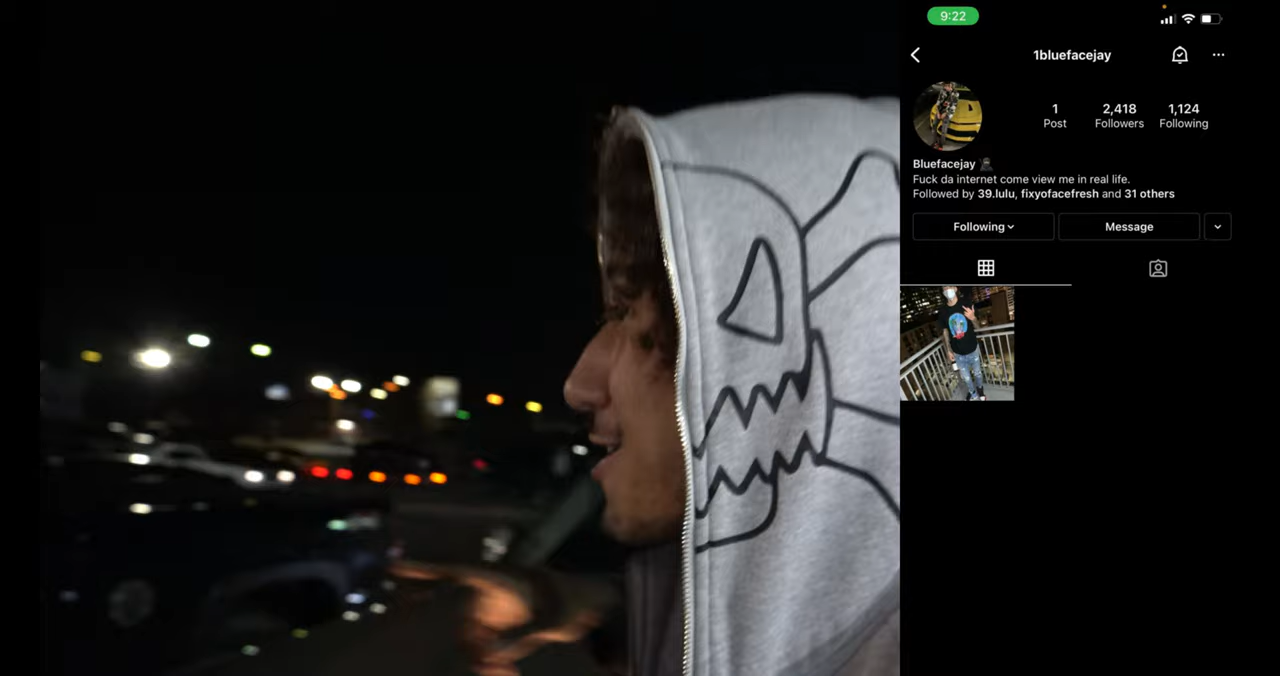 9:22
1bluefacejay
1 2,418 1,124
Post Followers Following
Bluefacejay 🥷
Fuck da internet come view me in real life.
Followed by 39.lulu, fixyofacefresh and 31 others
Following Message